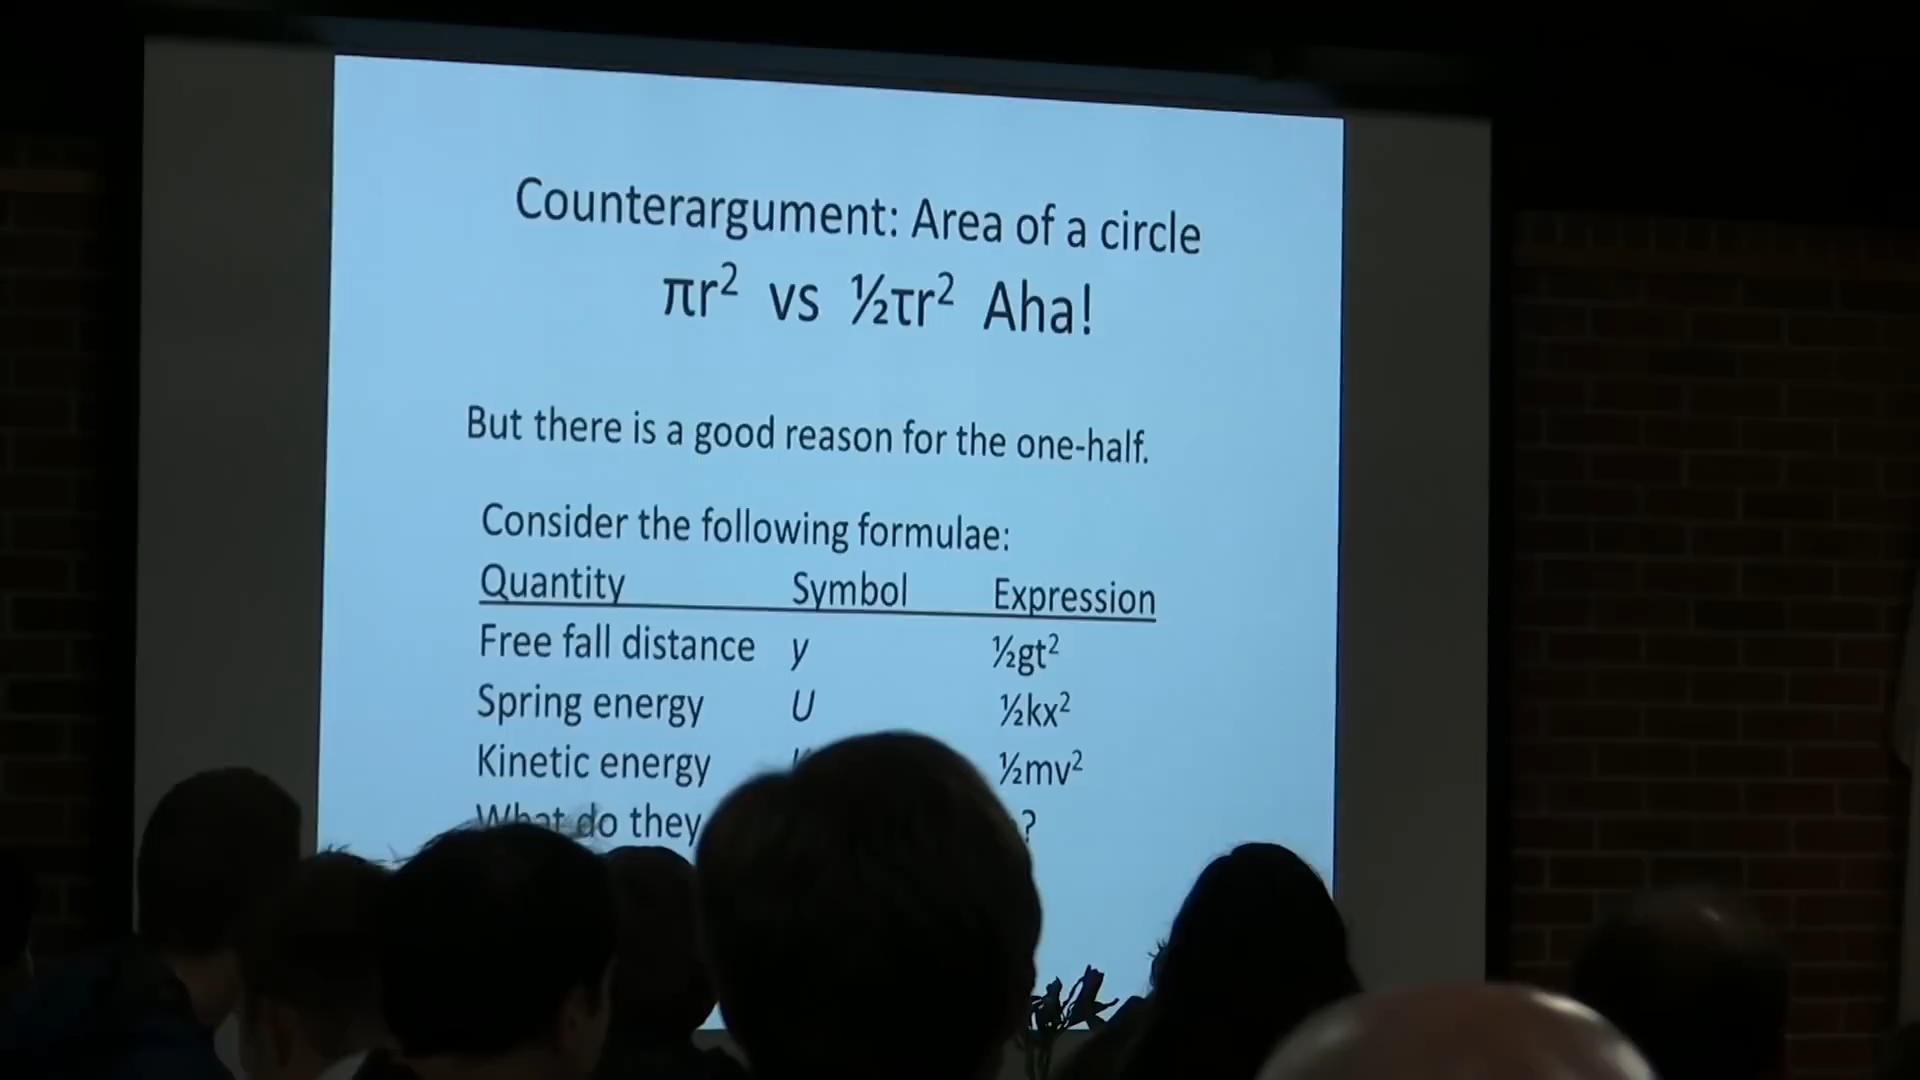 Counterargument: Area of a circle
πr² vs ½τr² Aha!
But there is a good reason for the one-half.
Consider the following formulae:
Quantity Symbol Expression
Free fall distance y ½gt²
Spring energy U ½kx²
Kinetic energy ½mv²
What do they ?